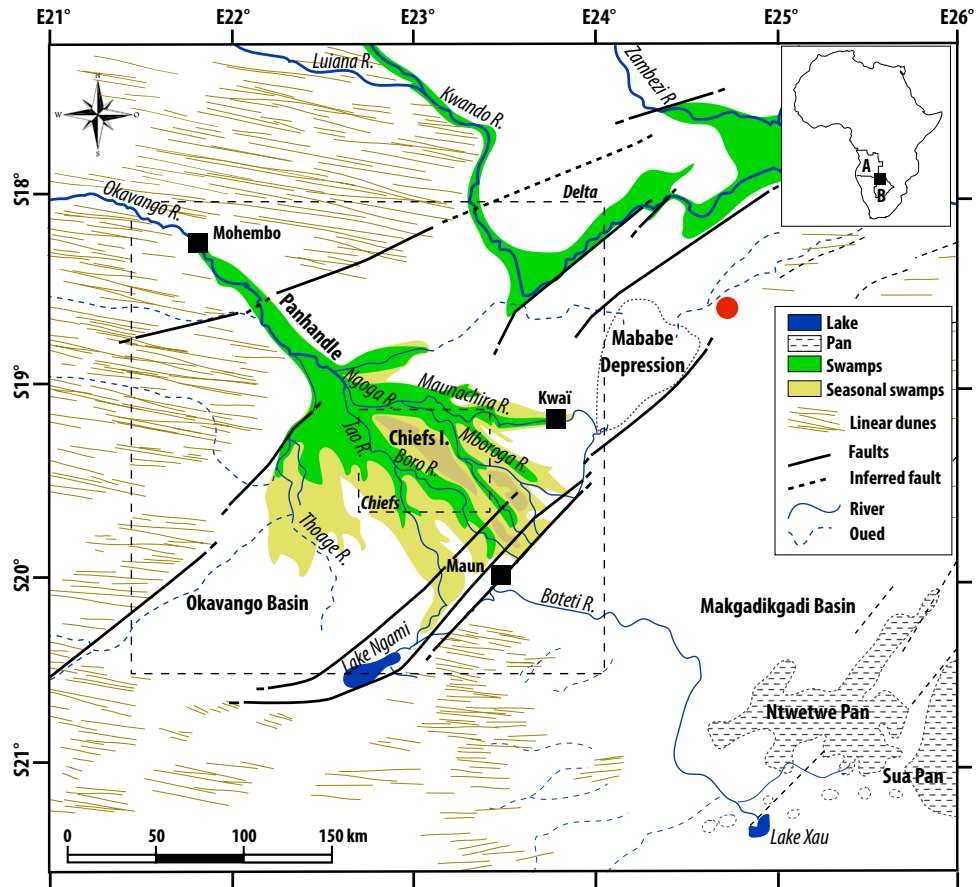 E21° E22° E23° E24° E25° E26°
Luiana R.
Kwando R.
Zambezi R.
N
W O
S
A
B
S18°
Okavango R.
Delta
Mohembo
Panhandle
Mababe
Depression
Lake
Pan
Swamps
Seasonal swamps
Linear dunes
Faults
Inferred fault
River
Oued
S19°
Ngoga R.
Maunachira R.
Kwaï
Jao R.
Chiefs I.
Boro R.
Mboroga R.
Chiefs
Thoage R.
S20°
Maun
Okavango Basin
Boteti R.
Makgadikgadi Basin
Lake Ngami
Ntwetwe Pan
S21°
Sua Pan
0 50 100 150 km
Lake Xau